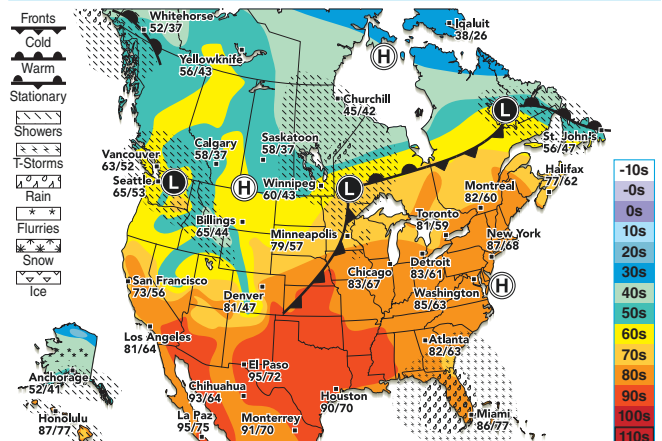 Fronts
Cold
Warm
Stationary
Showers
T-Storms
Rain
Flurries
Snow
Ice
Whitehorse
52/37
Iqaluit
38/26
Yellowknife
56/43
H
Churchill
45/42
L
St. John's
56/47
Calgary
58/37
Saskatoon
58/37
Vancouver
63/52
Seattle
65/53
L
H
Winnipeg
60/43
L
Halifax
77/62
Montreal
82/60
Billings
65/44
Minneapolis
79/57
Toronto
81/59
New York
87/68
San Francisco
73/56
Denver
81/47
Chicago
83/67
Detroit
83/61
Washington
85/63
H
Los Angeles
81/64
Atlanta
82/63
El Paso
95/72
Anchorage
52/41
Chihuahua
93/64
Houston
90/70
Honolulu
87/77
La Paz
95/75
Monterrey
91/70
Miami
86/77
-10s
-0s
0s
10s
20s
30s
40s
50s
60s
70s
80s
90s
100s
110s